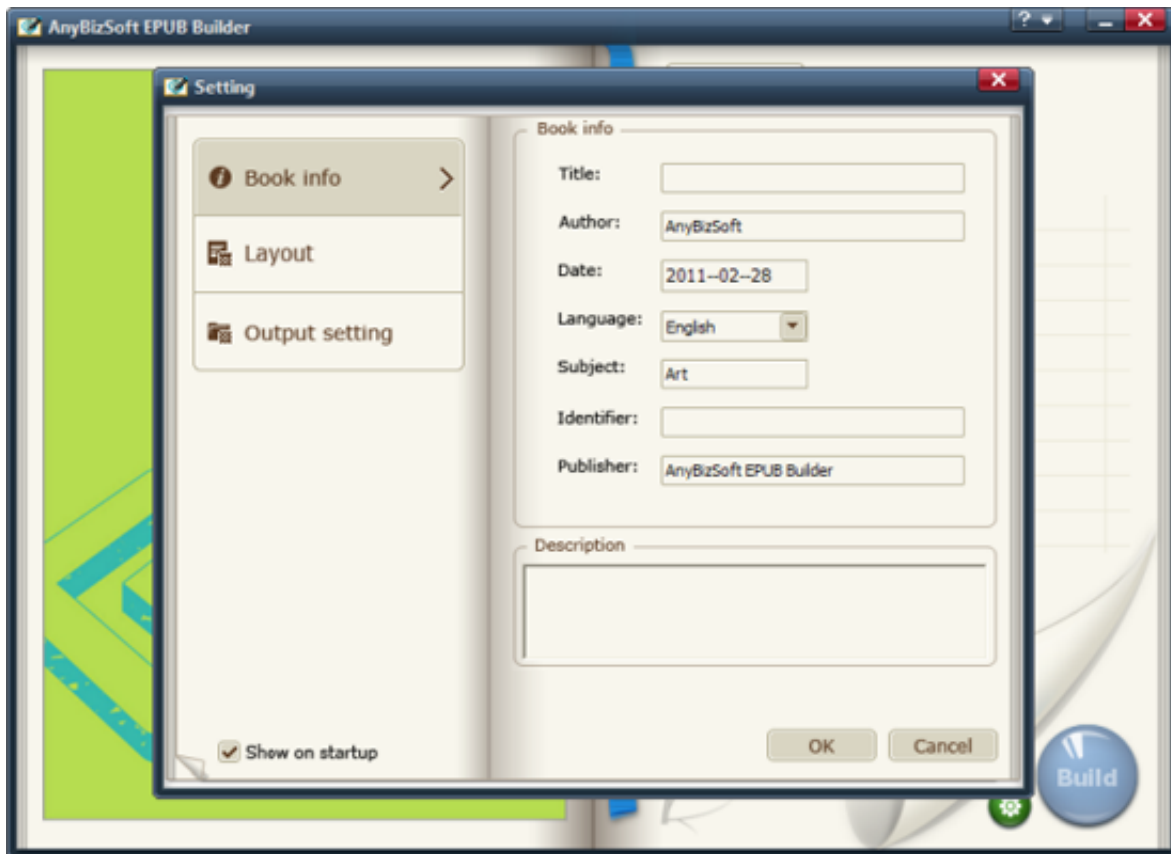 AnyBizSoft EPUB Builder
?
Setting
Book info
Layout
Output setting
Show on startup
Book info
Title:
Author: AnyBizSoft
Date: 2011--02--28
Language: English
Subject: Art
Identifier:
Publisher: AnyBizSoft EPUB Builder
Description
OK Cancel
Build